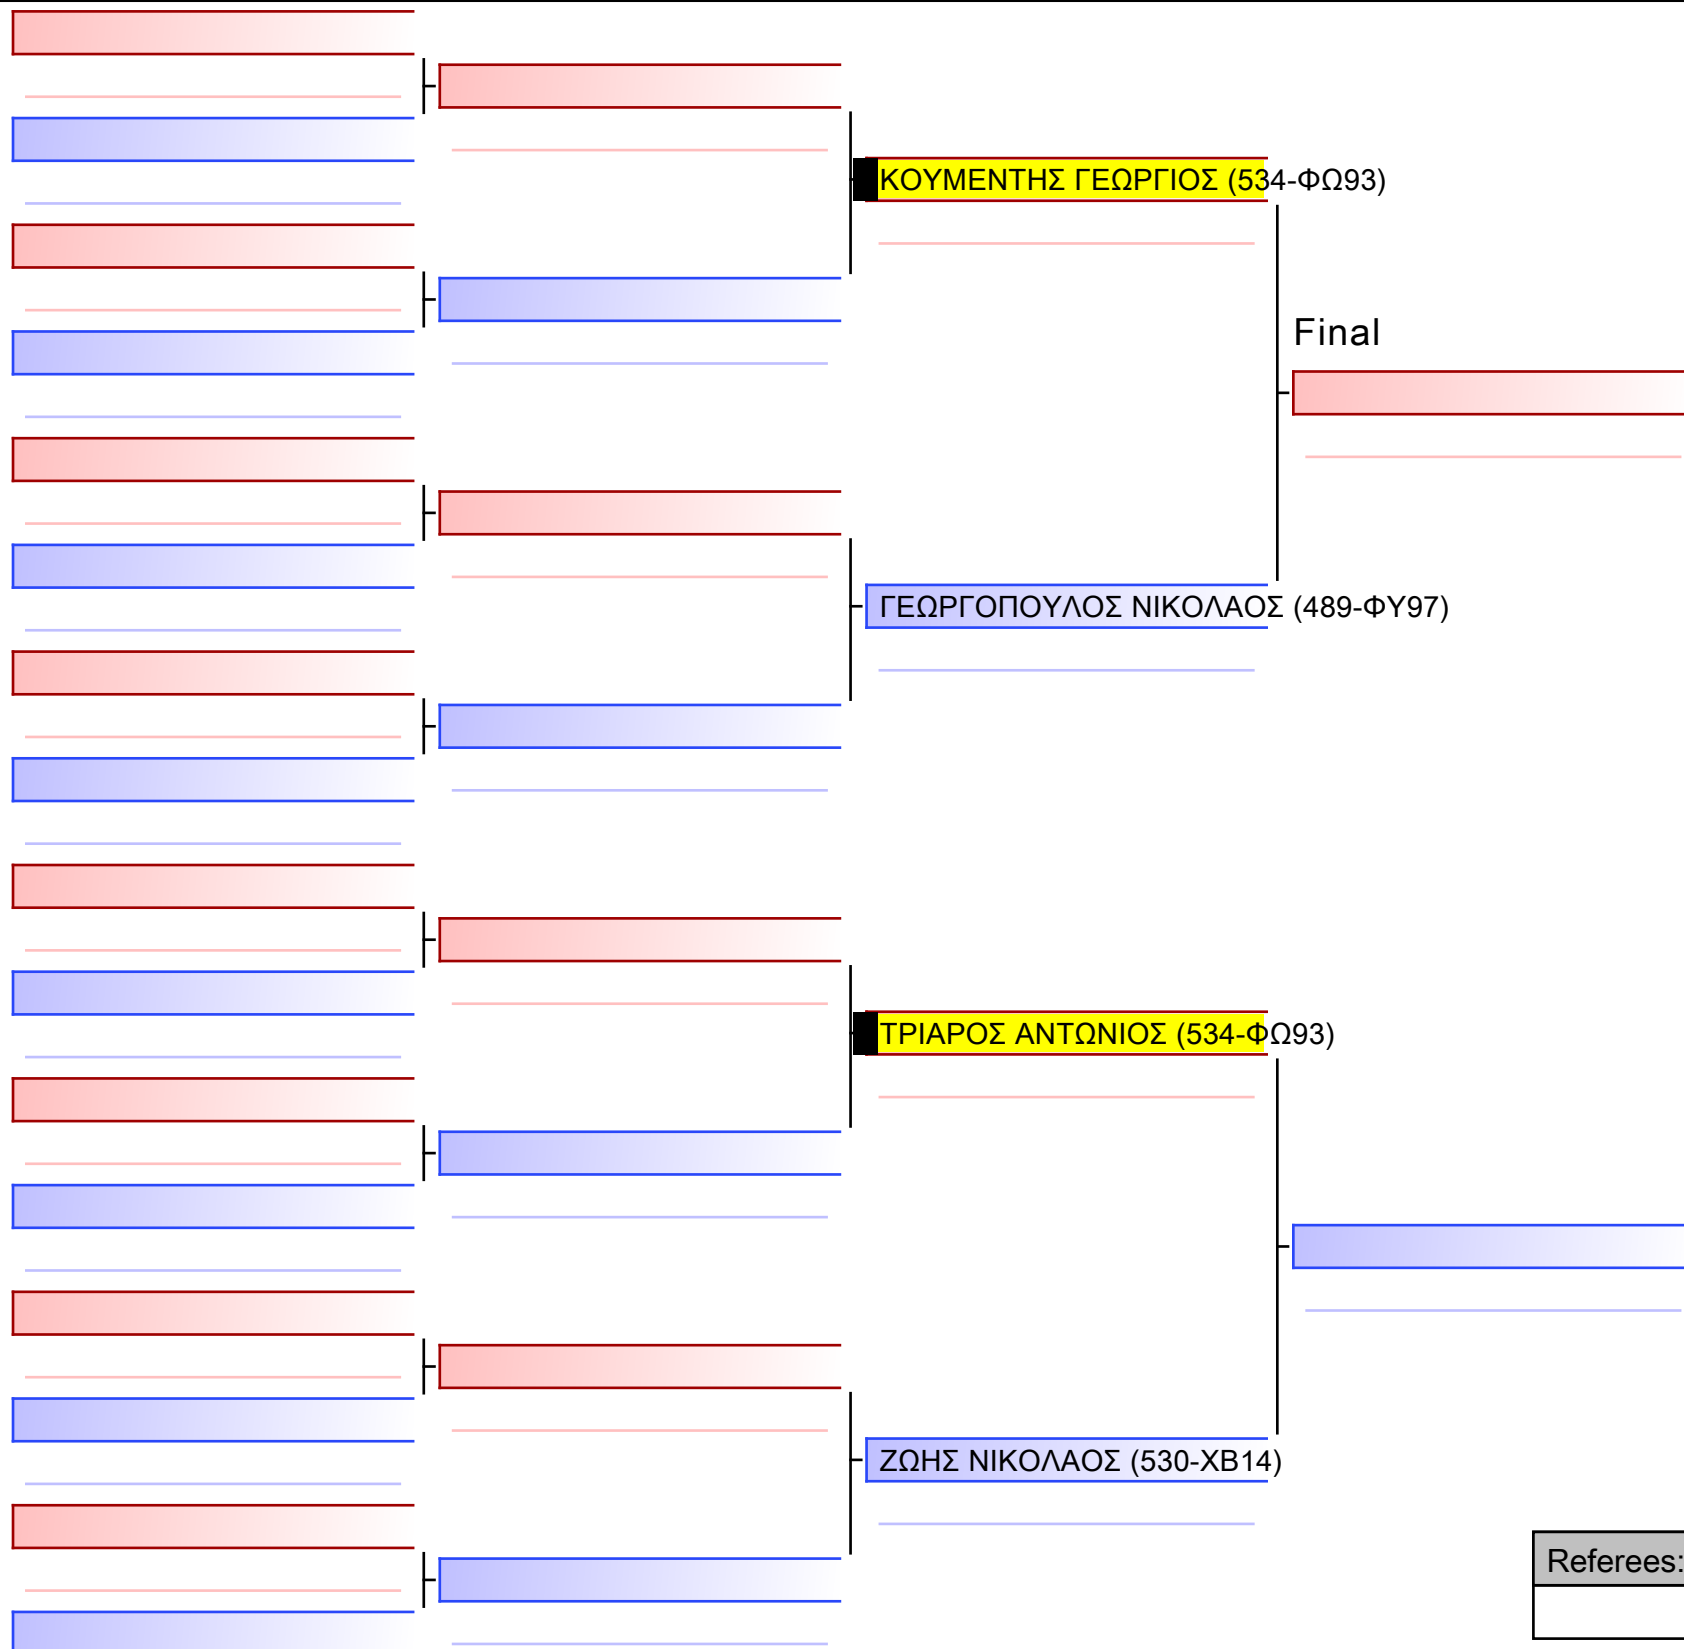 ΚΟΥΜΕΝΤΗΣ ΓΕΩΡΓΙΟΣ (534-ΦΩ93)
Final
ΓΕΩΡΓΟΠΟΥΛΟΣ ΝΙΚΟΛΑΟΣ (489-ΦΥ97)
ΤΡΙΑΡΟΣ ΑΝΤΩΝΙΟΣ (534-ΦΩ93)
ΖΩΗΣ ΝΙΚΟΛΑΟΣ (530-ΧΒ14)
Referees: